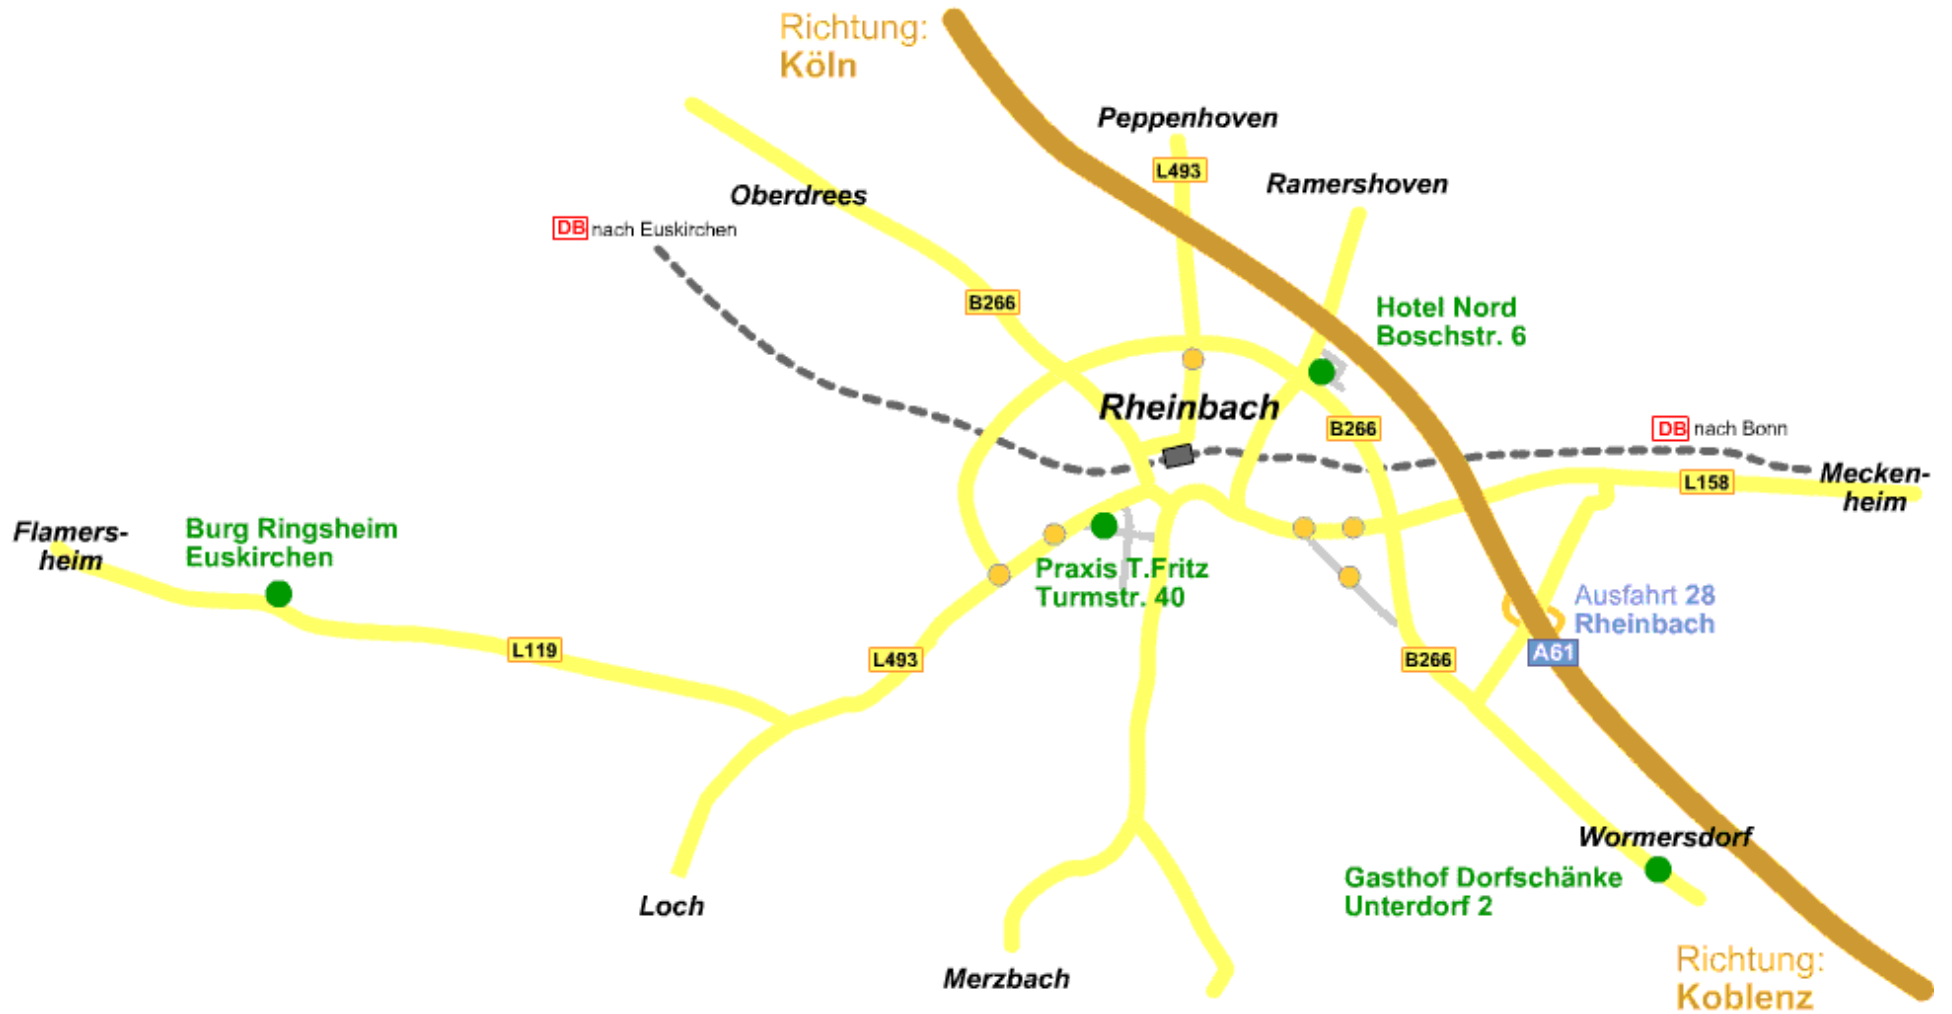 Richtung:
Köln
Peppenhoven
L493
Ramershoven
Oberdrees
DB nach Euskirchen
B266
Hotel Nord
Boschstr. 6
Rheinbach
B266
DB nach Bonn
Mecken-
heim
L158
Flamers-
heim
Burg Ringsheim
Euskirchen
Praxis T.Fritz
Turmstr. 40
Ausfahrt 28
Rheinbach
A61
L119
L493
B266
Wormersdorf
Gasthof Dorfschänke
Unterdorf 2
Loch
Merzbach
Richtung:
Koblenz